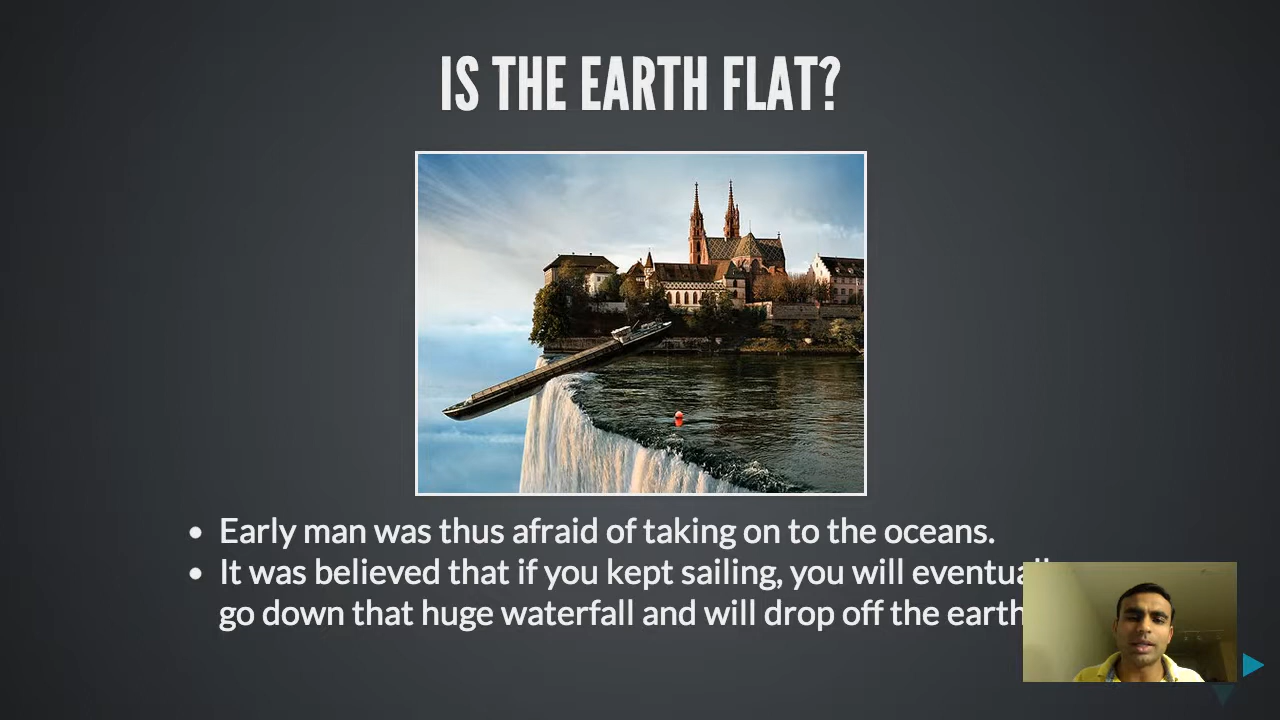 IS THE EARTH FLAT?
Early man was thus afraid of taking on to the oceans.
It was believed that if you kept sailing, you will
go down that huge waterfall and will drop off the earth